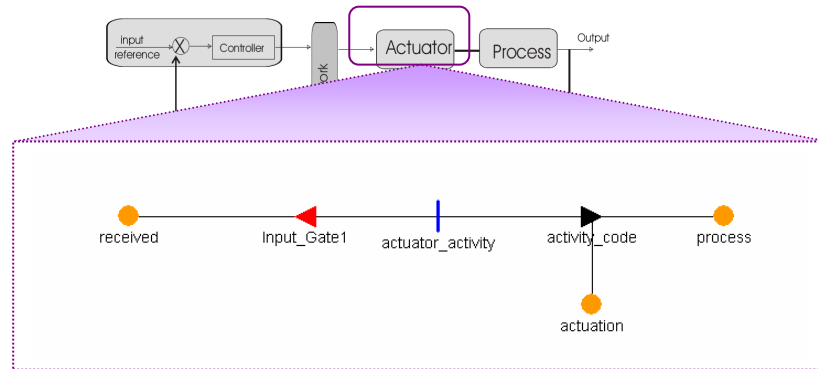 input
reference
X
Controller
ork
Actuator
Process
Output
received
Input_Gate1
actuator_activity
activity_code
process
actuation